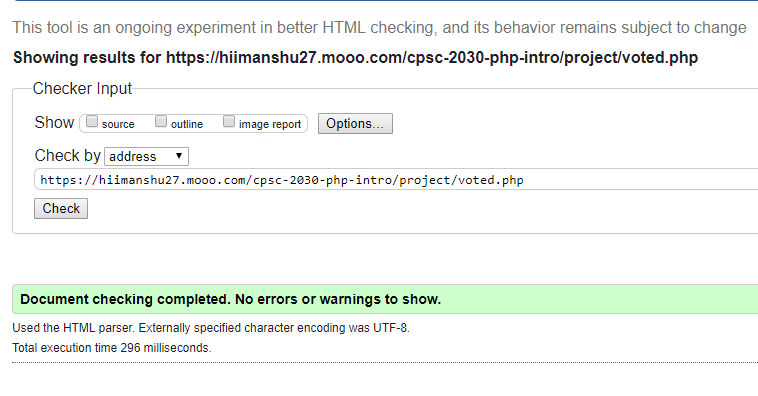 This tool is an ongoing experiment in better HTML checking, and its behavior remains subject to change
Showing results for https://hiimanshu27.mooo.com/cpsc-2030-php-intro/project/voted.php
Checker Input
Show source outline image report Options...
Check by address
https://hiimanshu27.mooo.com/cpsc-2030-php-intro/project/voted.php
Check
Document checking completed. No errors or warnings to show.
Used the HTML parser. Externally specified character encoding was UTF-8.
Total execution time 296 milliseconds.